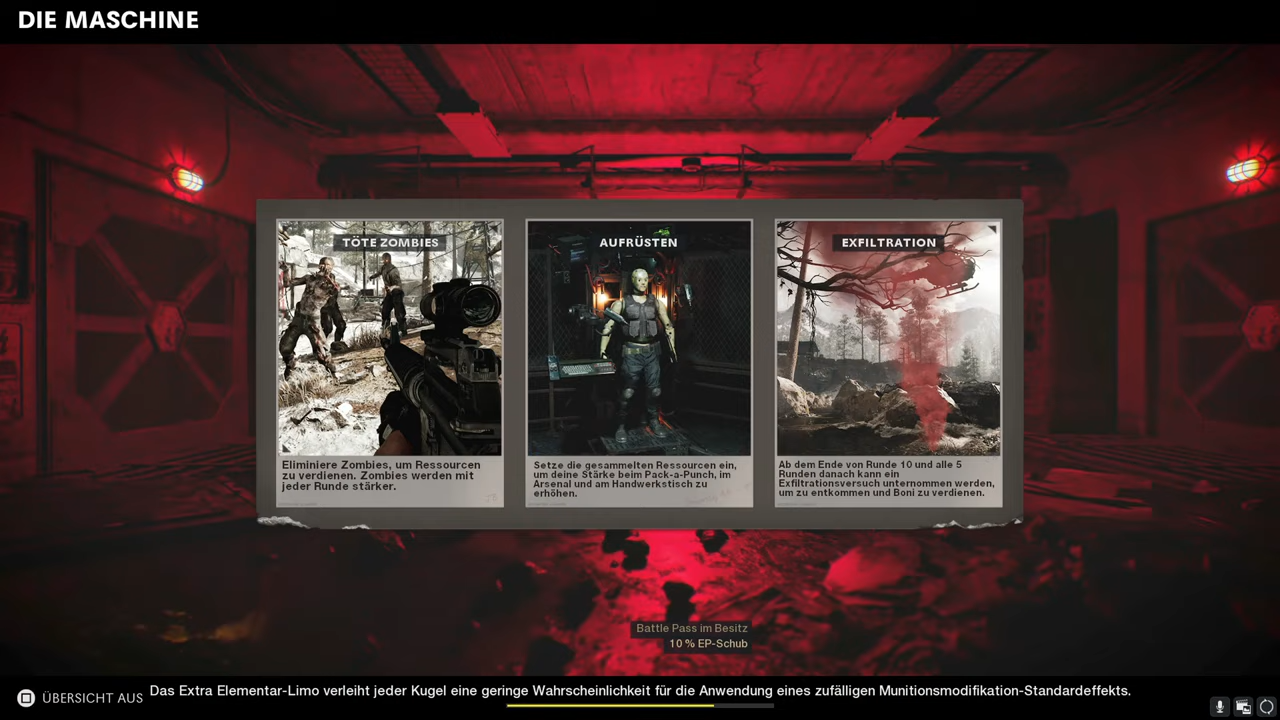 DIE MASCHINE
TÖTE ZOMBIES
Eliminiere Zombies, um Ressourcen
zu verdienen. Zombies werden mit
jeder Runde stärker.
AUFRÜSTEN
Setze die gesammelten Ressourcen ein,
um deine Stärke beim Pack-a-Punch, im
Arsenal und am Handwerkstisch zu
erhöhen.
EXFILTRATION
Ab dem Ende von Runde 10 und alle 5
Runden danach kann ein
Exfiltrationsversuch unternommen werden,
um zu entkommen und Boni zu verdienen.
Battle Pass im Besitz
10 % EP-Schub
ÜBERSICHT AUS
Das Extra Elementar-Limo verleiht jeder Kugel eine geringe Wahrscheinlichkeit für die Anwendung eines zufälligen Munitionsmodifikation-Standardeffekts.